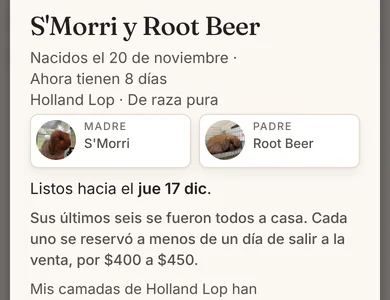 S'Morri y Root Beer
Nacidos el 20 de noviembre ·
Ahora tienen 8 días
Holland Lop · De raza pura
MADRE
S'Morri
PADRE
Root Beer
Listos hacia el jue 17 dic.
Sus últimos seis se fueron todos a casa. Cada
uno se reservó a menos de un día de salir a la
venta, por $400 a $450.
Mis camadas de Holland Lop han